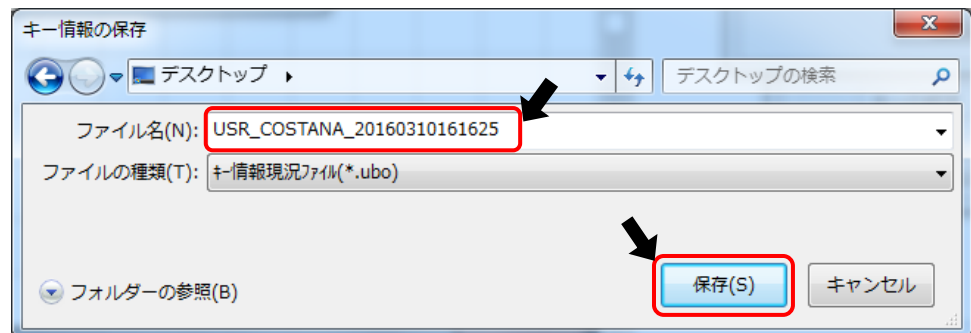 キー情報の保存
デスクトップ
デスクトップの検索
ファイル名(N): USR_COSTANA_20160310161625
ファイルの種類(T): ｷｰ情報現況ﾌｧｲﾙ(*.ubo)
フォルダーの参照(B)
保存(S)
キャンセル